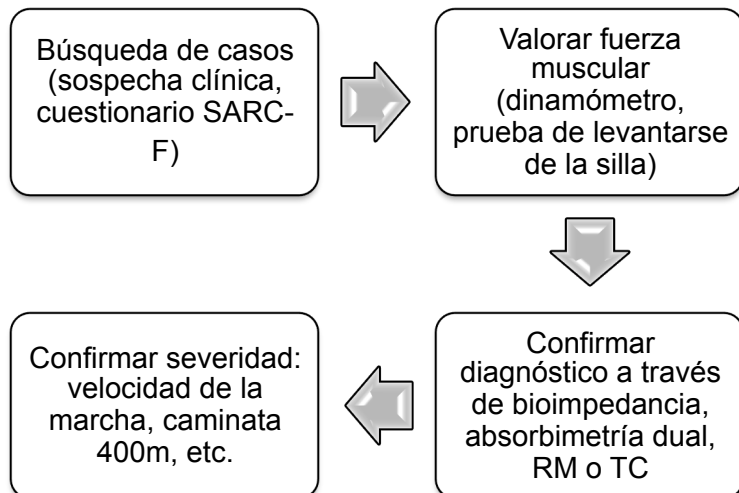 Búsqueda de casos
(sospecha clínica,
cuestionario SARC-
F)
Valorar fuerza
muscular
(dinamómetro,
prueba de levantarse
de la silla)
Confirmar
diagnóstico a través
de bioimpedancia,
absorbimetría dual,
RM o TC
Confirmar severidad:
velocidad de la
marcha, caminata
400m, etc.